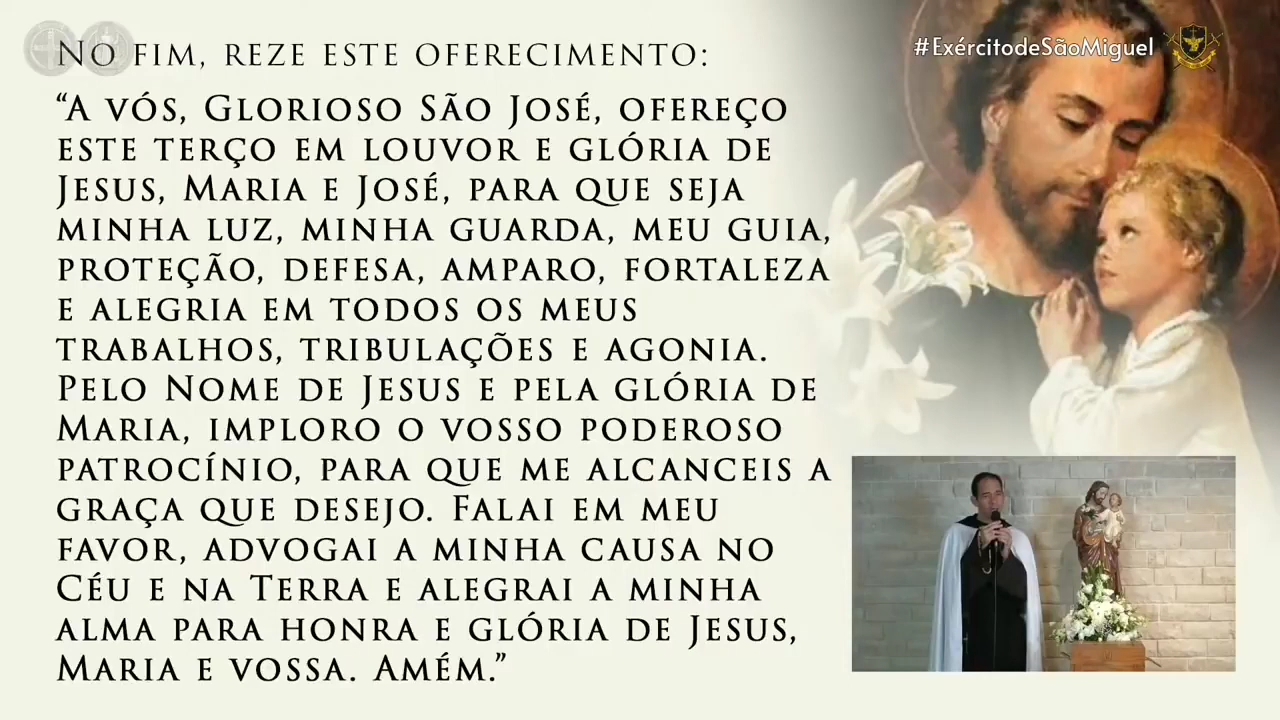 #ExércitodeSãoMiguel
No fim, reze este oferecimento:
“A vós, Glorioso São José, ofereço
este terço em louvor e glória de
Jesus, Maria e José, para que seja
minha luz, minha guarda, meu guia,
proteção, defesa, amparo, fortaleza
e alegria em todos os meus
trabalhos, tribulações e agonia.
Pelo Nome de Jesus e pela glória de
Maria, imploro o vosso poderoso
patrocínio, para que me alcanceis a
graça que desejo. Falai em meu
favor, advogai a minha causa no
Céu e na Terra e alegrai a minha
alma para honra e glória de Jesus,
Maria e vossa. Amém.”